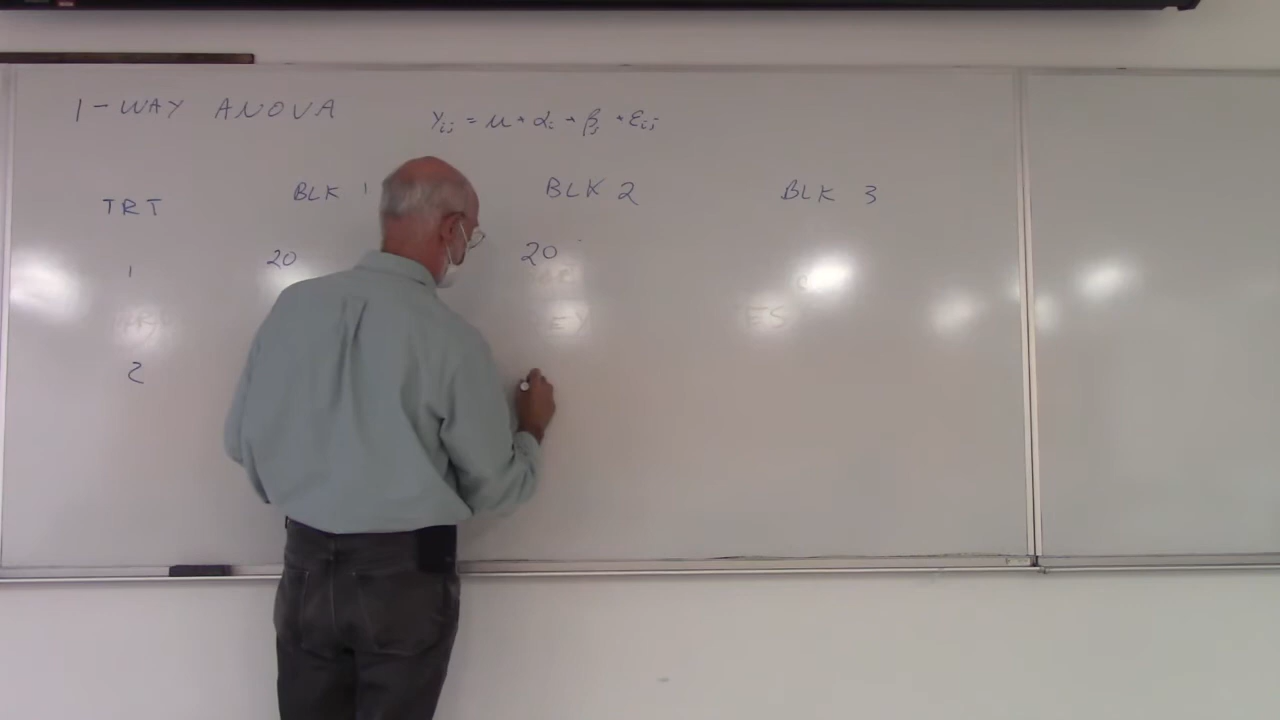 1-WAY ANOVA Yij = μ + αi + βj + εij
TRT BLK 1 BLK 2 BLK 3
1 20 20
2